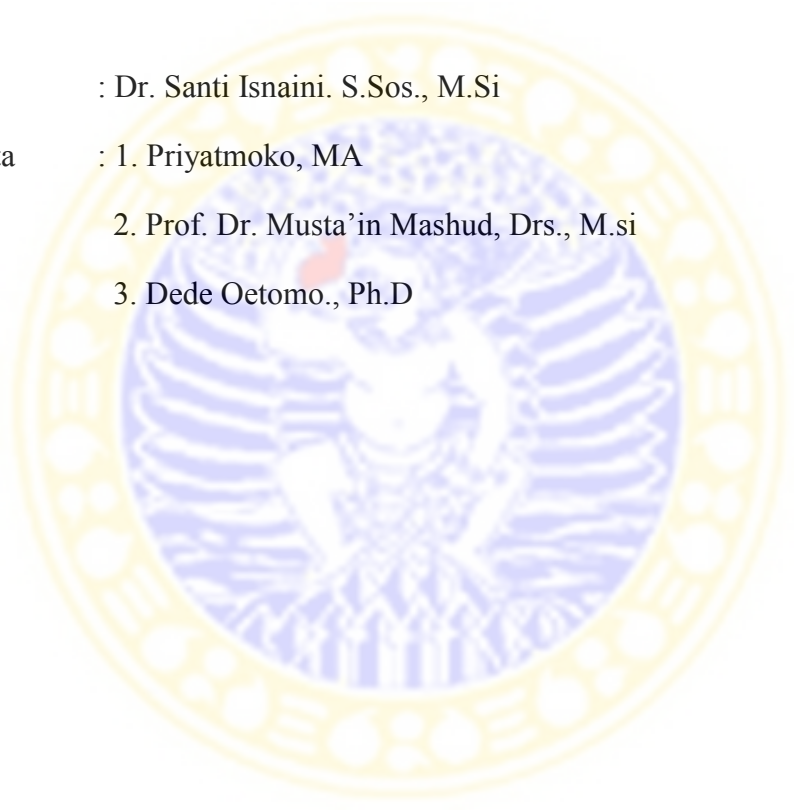 : Dr. Santi Isnaini. S.Sos., M.Si
ta : 1. Priyatmoko, MA
2. Prof. Dr. Musta’in Mashud, Drs., M.si
3. Dede Oetomo., Ph.D